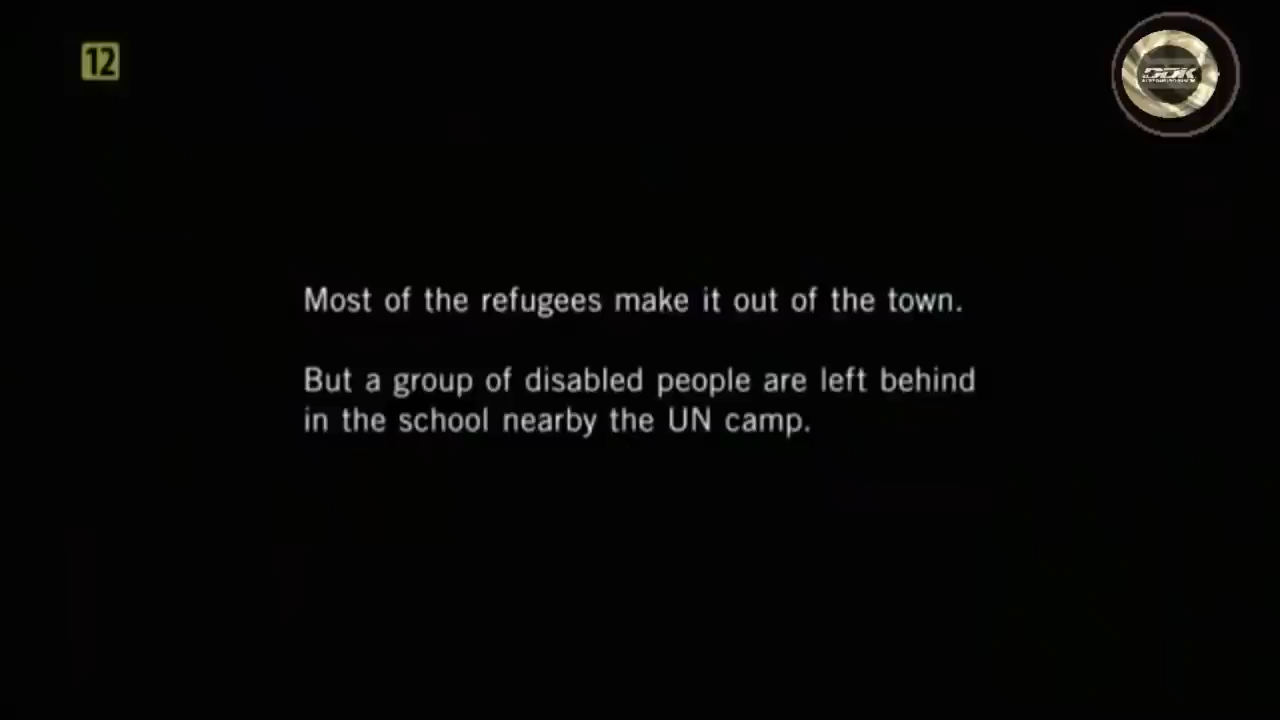 12
DDK
Most of the refugees make it out of the town.
But a group of disabled people are left behind
in the school nearby the UN camp.